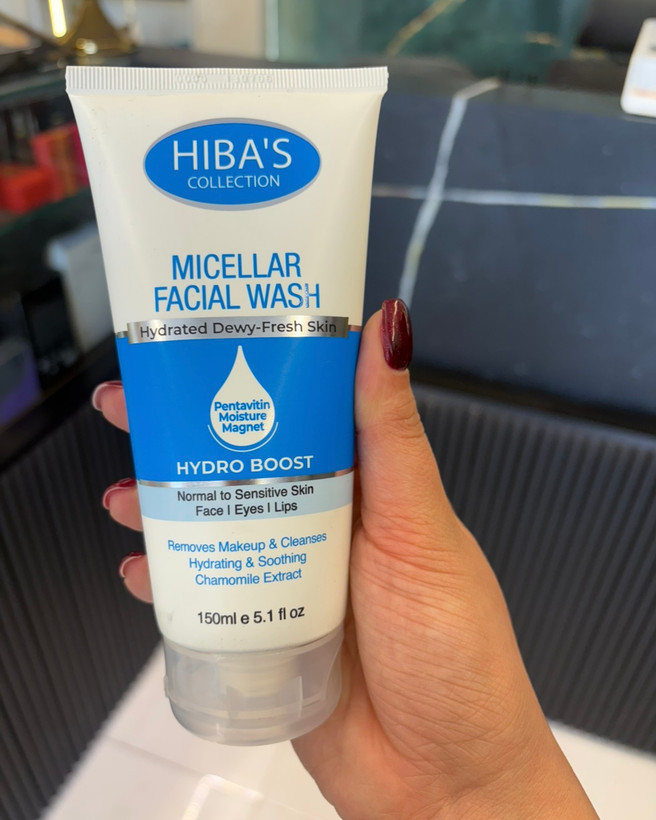 HIBA'S
COLLECTION
MICELLAR
FACIAL WASH
Hydrated Dewy-Fresh Skin
Pentavitin
Moisture
Magnet
HYDRO BOOST
Normal to Sensitive Skin
Face I Eyes I Lips
Removes Makeup & Cleanses
Hydrating & Soothing
Chamomile Extract
150ml e 5.1 fl oz